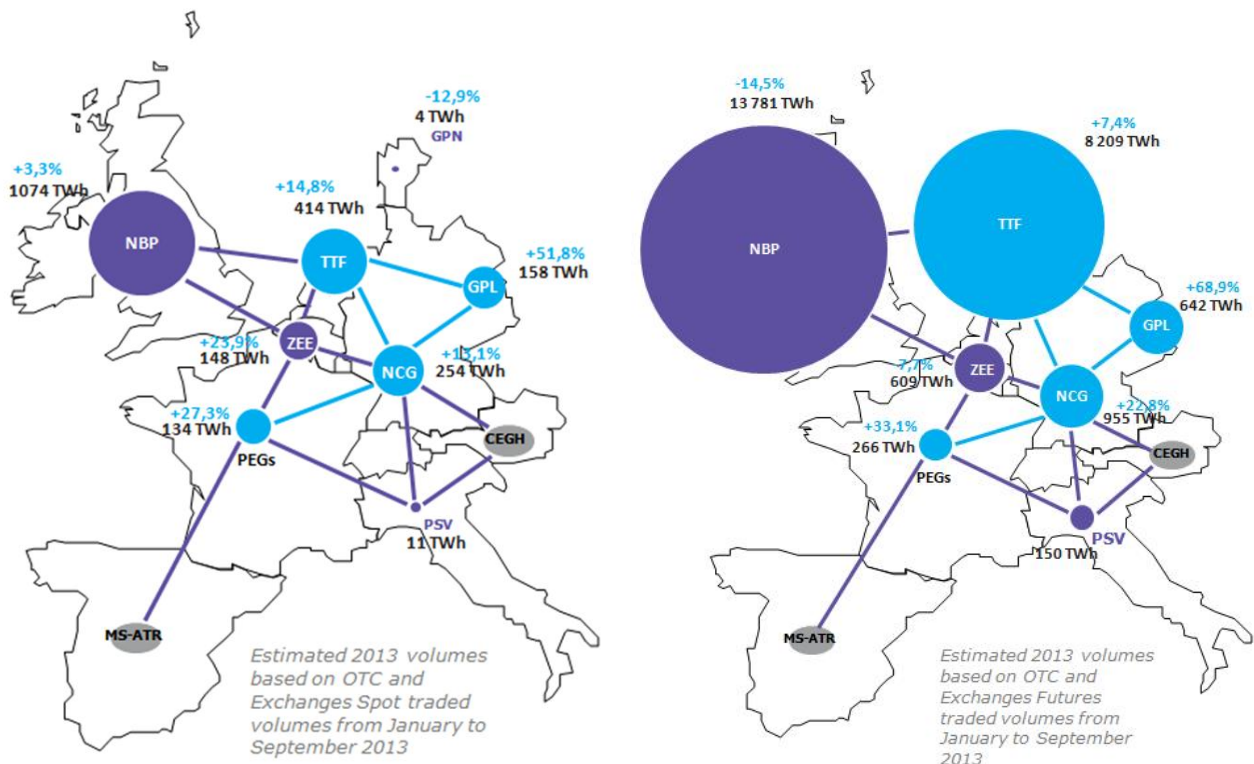 -12,9%
4 TWh
GPN
+3,3%
1074 TWh
NBP
+14,8%
414 TWh
TTF
+51,8%
158 TWh
GPL
+23,9%
148 TWh
ZEE
+13,1%
254 TWh
NCG
+27,3%
134 TWh
PEGs
CEGH
PSV
11 TWh
MS-ATR
Estimated 2013 volumes
based on OTC and
Exchanges Spot traded
volumes from January to
September 2013
-14,5%
13 781 TWh
NBP
+7,4%
8 209 TWh
TTF
+68,9%
642 TWh
GPL
-7,7%
609 TWh
ZEE
+22,8%
955 TWh
NCG
+33,1%
266 TWh
PEGs
CEGH
PSV
150 TWh
MS-ATR
Estimated 2013 volumes
based on OTC and
Exchanges Futures
traded volumes from
January to September
2013